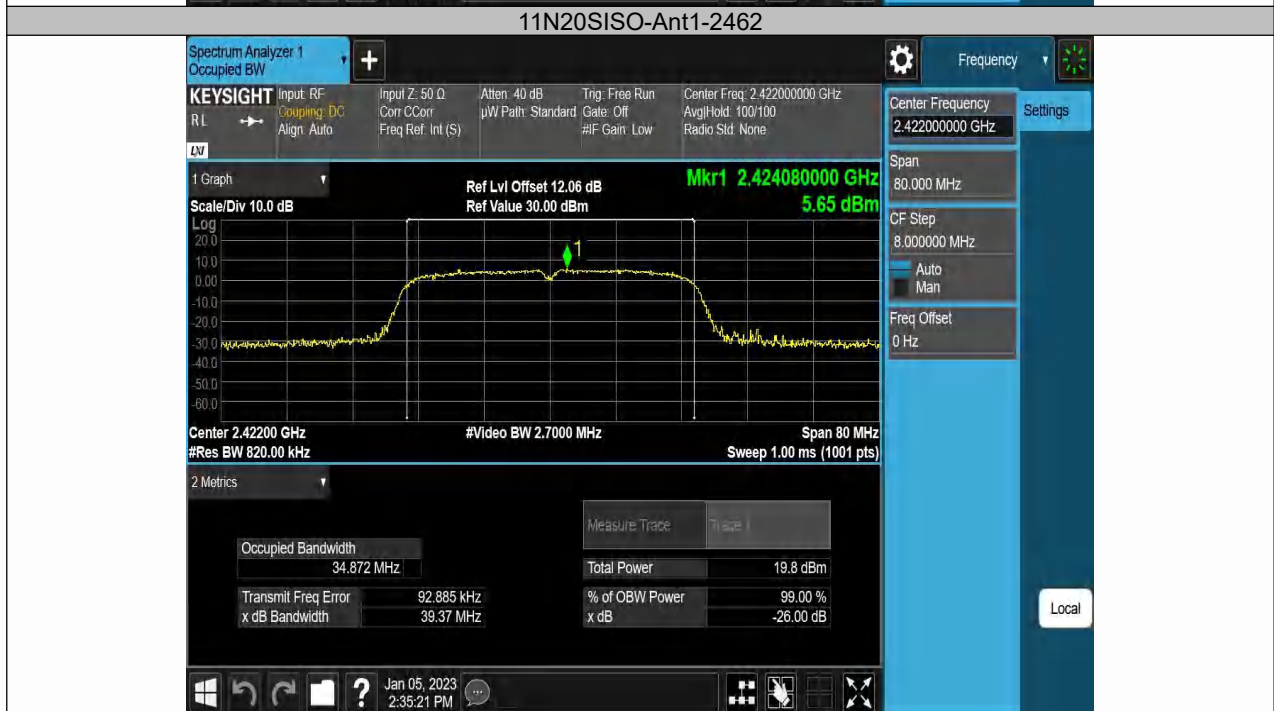 11N20SISO-Ant1-2462
Spectrum Analyzer 1
Occupied BW
+
Frequency
KEYSIGHT
RL
LXI
Input: RF
Coupling: DC
Align: Auto
Input Z: 50 Ω
Corr CCorr
Freq Ref: Int (S)
Atten: 40 dB
µW Path: Standard
Trig: Free Run
Gate: Off
#IF Gain: Low
Center Freq: 2.422000000 GHz
Avg|Hold: 100/100
Radio Std: None
Center Frequency
2.422000000 GHz
Settings
Span
80.000 MHz
CF Step
8.000000 MHz
Auto
Man
Freq Offset
0 Hz
1 Graph
Scale/Div 10.0 dB
Ref Lvl Offset 12.06 dB
Ref Value 30.00 dBm
Mkr1 2.424080000 GHz
5.65 dBm
Log
20.0
10.0
0.00
-10.0
-20.0
-30.0
-40.0
-50.0
-60.0
1
Center 2.42200 GHz
#Video BW 2.7000 MHz
Span 80 MHz
#Res BW 820.00 kHz
Sweep 1.00 ms (1001 pts)
2 Metrics
Measure Trace
Trace 1
Occupied Bandwidth
34.872 MHz
Total Power
19.8 dBm
Transmit Freq Error
92.885 kHz
% of OBW Power
99.00 %
x dB Bandwidth
39.37 MHz
x dB
-26.00 dB
Local
?
Jan 05, 2023
2:35:21 PM